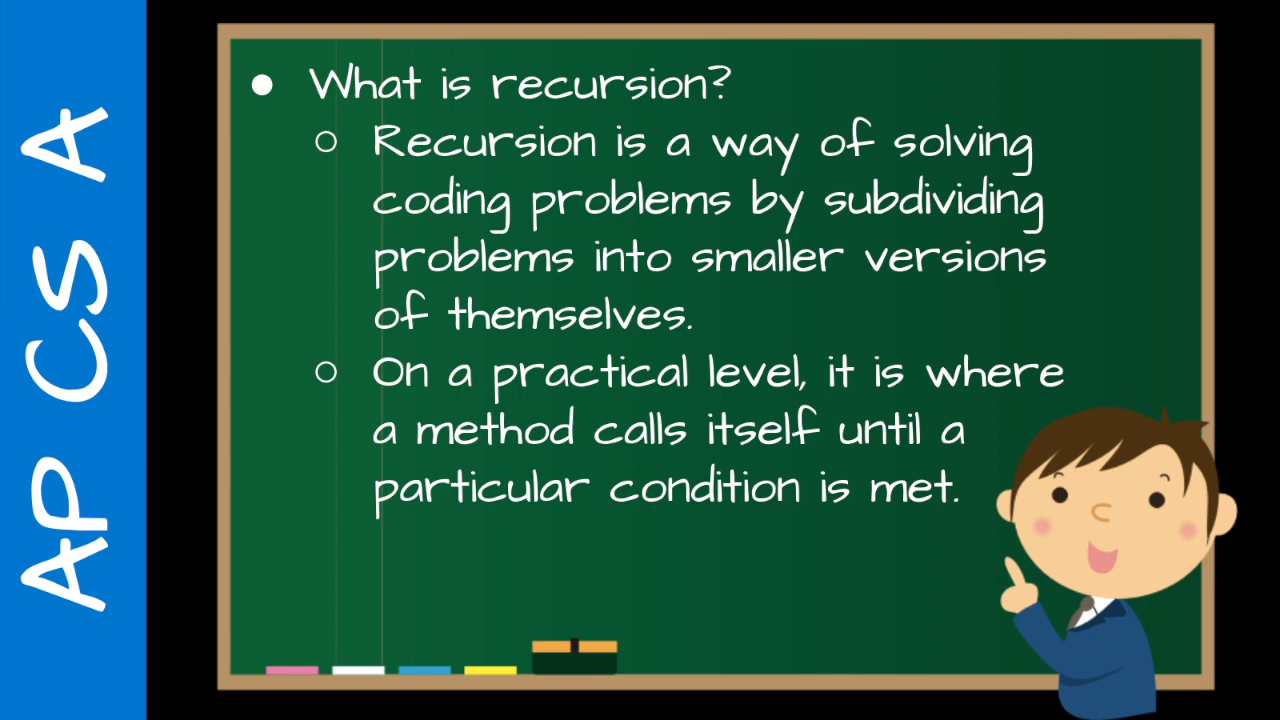 AP CS A
● What is recursion?
○ Recursion is a way of solving
coding problems by subdividing
problems into smaller versions
of themselves.
○ On a practical level, it is where
a method calls itself until a
particular condition is met.